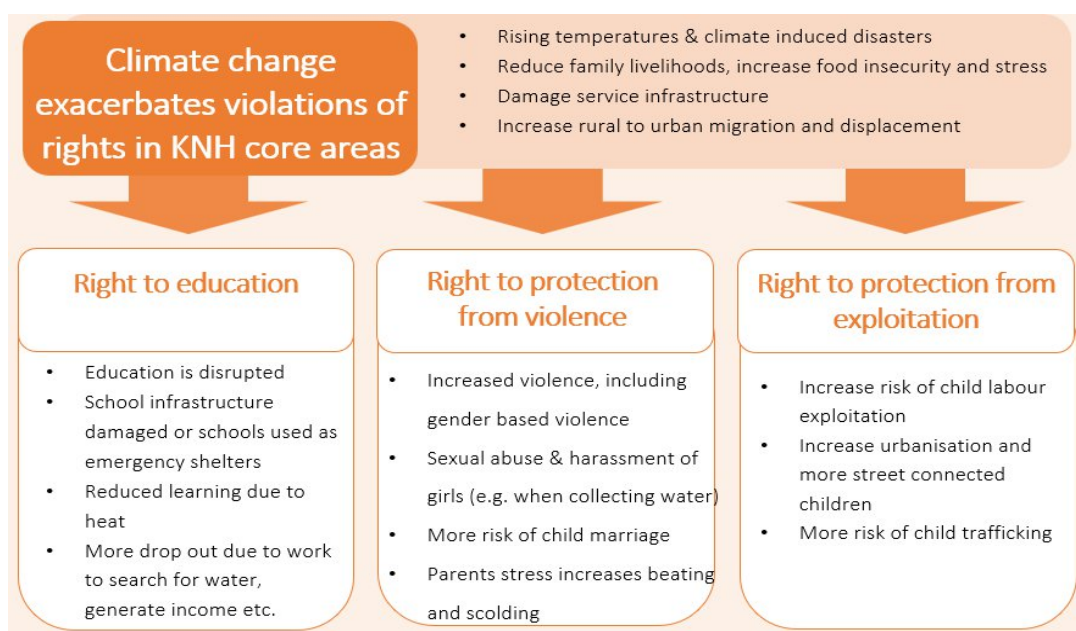 Climate change
exacerbates violations of
rights in KNH core areas
• Rising temperatures & climate induced disasters
• Reduce family livelihoods, increase food insecurity and stress
• Damage service infrastructure
• Increase rural to urban migration and displacement
Right to education
• Education is disrupted
• School infrastructure
damaged or schools used as
emergency shelters
• Reduced learning due to
heat
• More drop out due to work
to search for water,
generate income etc.
Right to protection
from violence
• Increased violence, including
gender based violence
• Sexual abuse & harassment of
girls (e.g. when collecting water)
• More risk of child marriage
• Parents stress increases beating
and scolding
Right to protection from
exploitation
• Increase risk of child labour
exploitation
• Increase urbanisation and
more street connected
children
• More risk of child trafficking